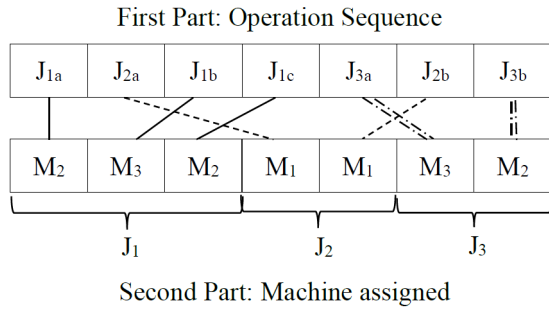 First Part: Operation Sequence
J1a J2a J1b J1c J3a J2b J3b
M2 M3 M2 M1 M1 M3 M2
J1 J2 J3
Second Part: Machine assigned